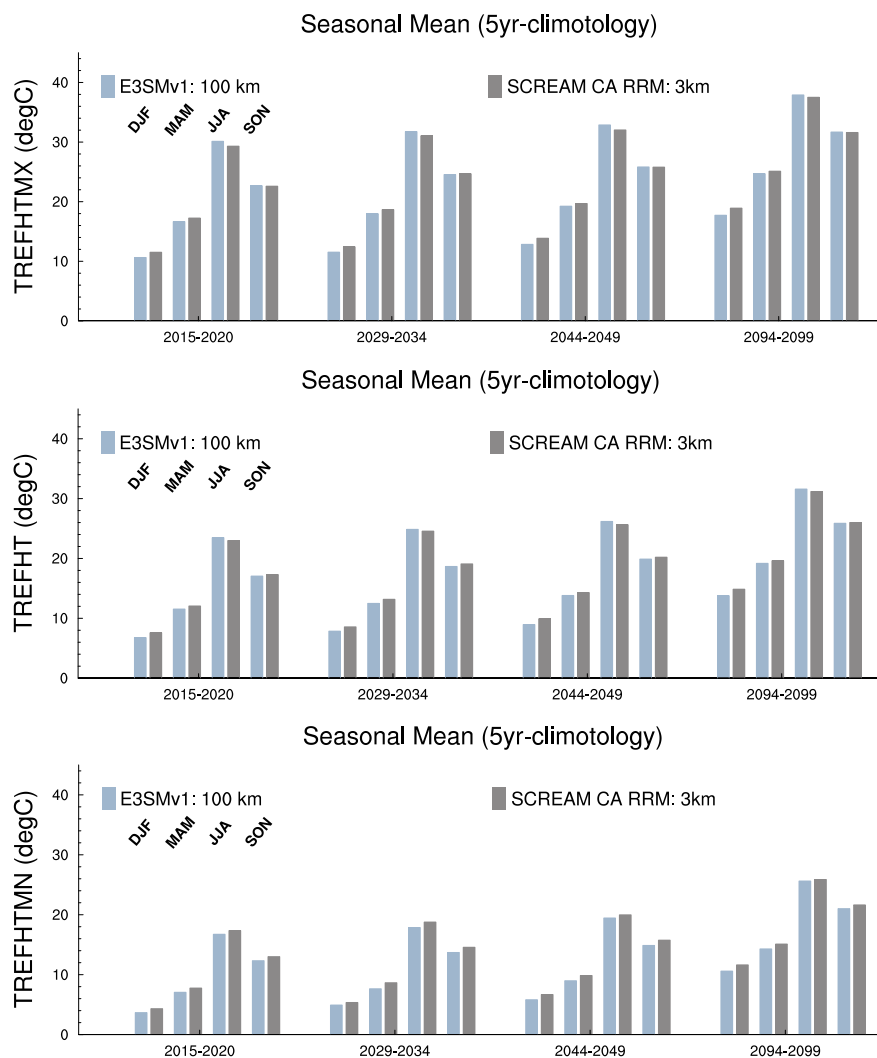 Seasonal Mean (5yr-climotology)
TREFHTMX (degC)
40
30
20
10
0
E3SMv1: 100 km
SCREAM CA RRM: 3km
DJF MAM JJA SON
2015-2020 2029-2034 2044-2049 2094-2099
Seasonal Mean (5yr-climotology)
TREFHT (degC)
40
30
20
10
0
E3SMv1: 100 km
SCREAM CA RRM: 3km
DJF MAM JJA SON
2015-2020 2029-2034 2044-2049 2094-2099
Seasonal Mean (5yr-climotology)
TREFHTMN (degC)
40
30
20
10
0
E3SMv1: 100 km
SCREAM CA RRM: 3km
DJF MAM JJA SON
2015-2020 2029-2034 2044-2049 2094-2099